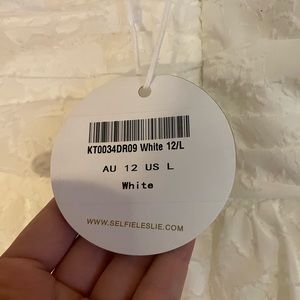 KT0034DR09 White 12/L
AU 12 US L
White
WWW.SELFIELESLIE.COM